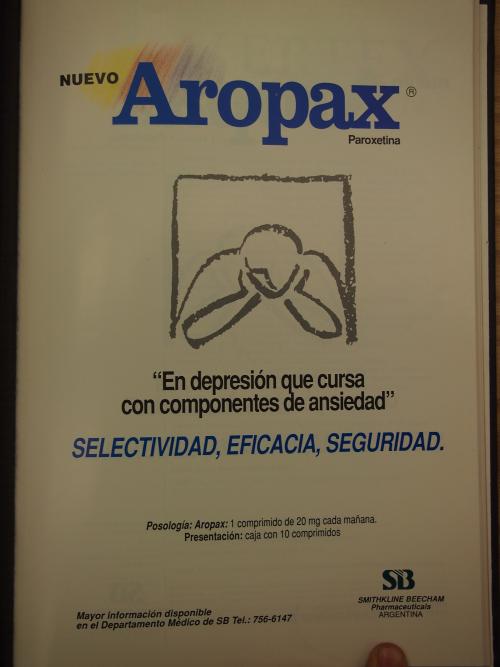 NUEVO Aropax ®
Paroxetina
“En depresión que cursa
con componentes de ansiedad”
SELECTIVIDAD, EFICACIA, SEGURIDAD.
Posología: Aropax: 1 comprimido de 20 mg cada mañana.
Presentación: caja con 10 comprimidos
SB
SMITHKLINE BEECHAM
Pharmaceuticals
ARGENTINA
Mayor información disponible
en el Departamento Médico de SB Tel.: 756-6147